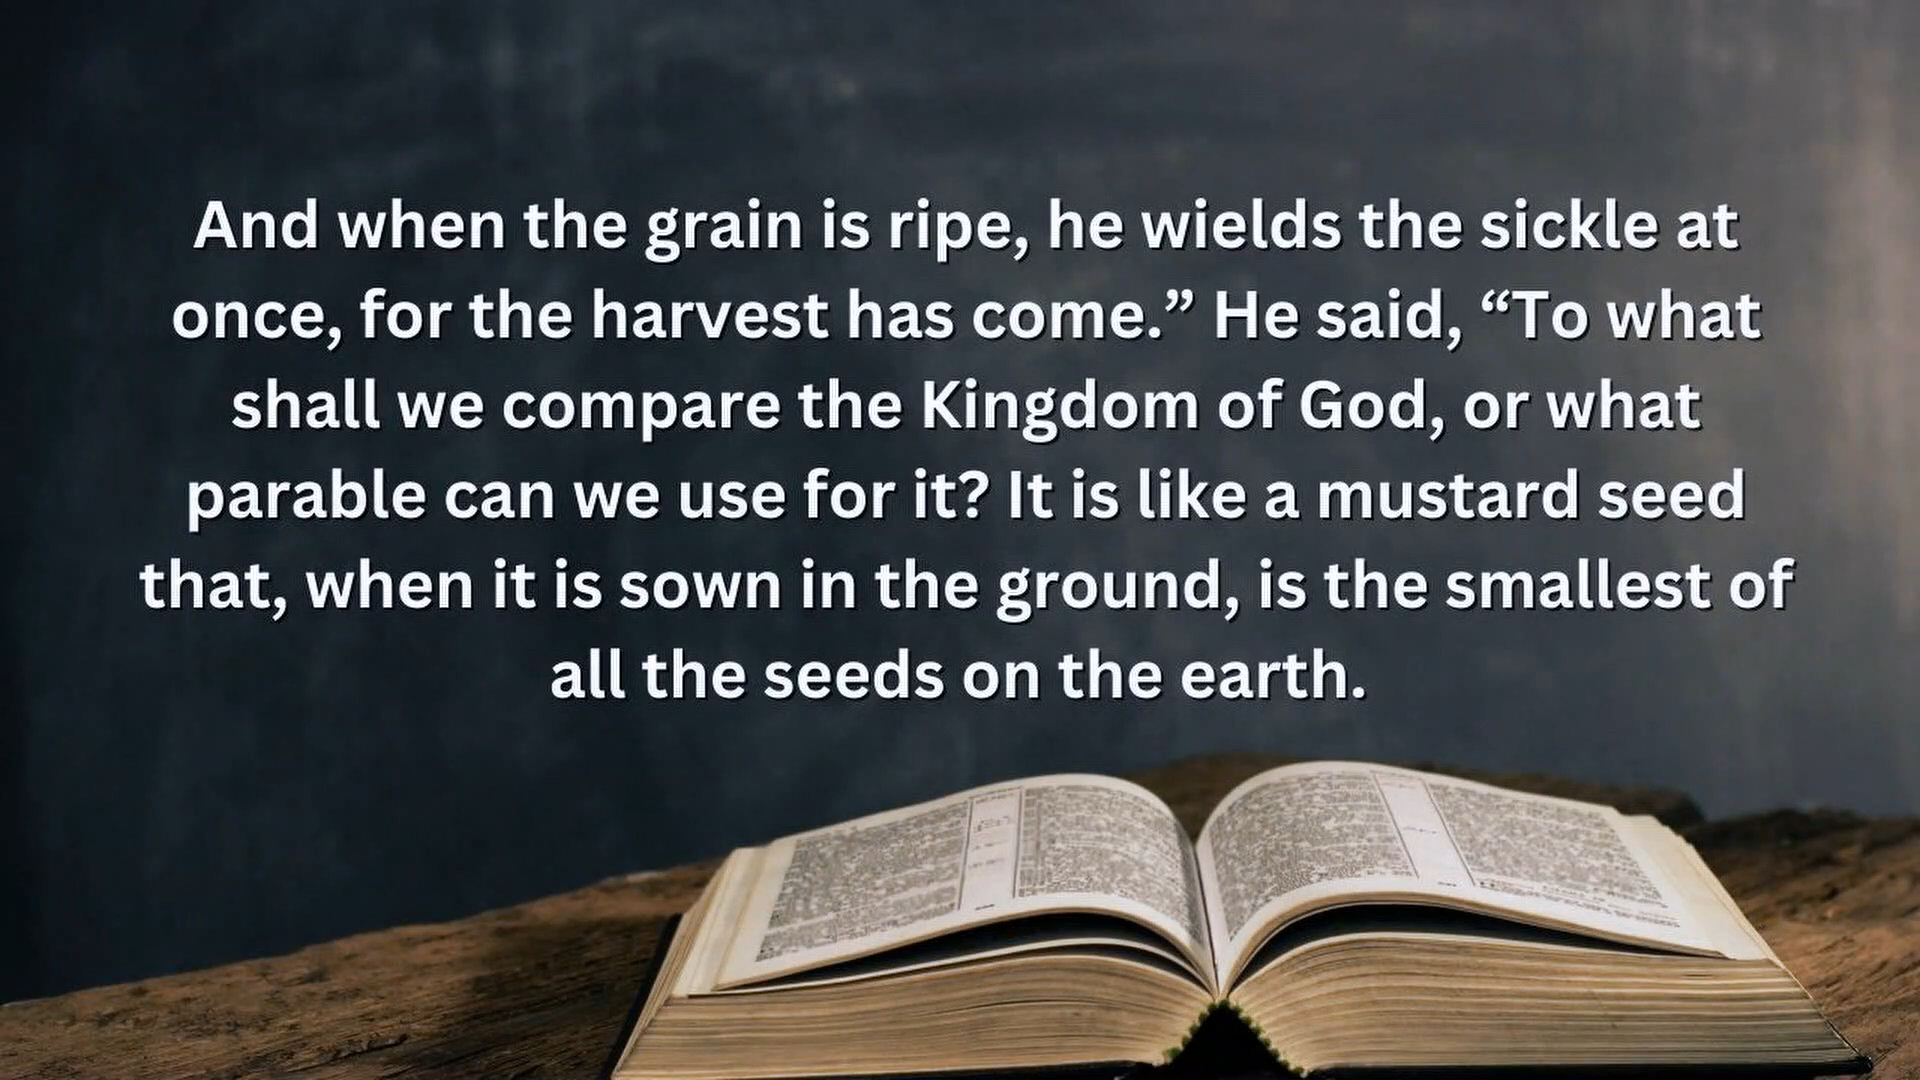 And when the grain is ripe, he wields the sickle at
once, for the harvest has come.” He said, “To what
shall we compare the Kingdom of God, or what
parable can we use for it? It is like a mustard seed
that, when it is sown in the ground, is the smallest of
all the seeds on the earth.